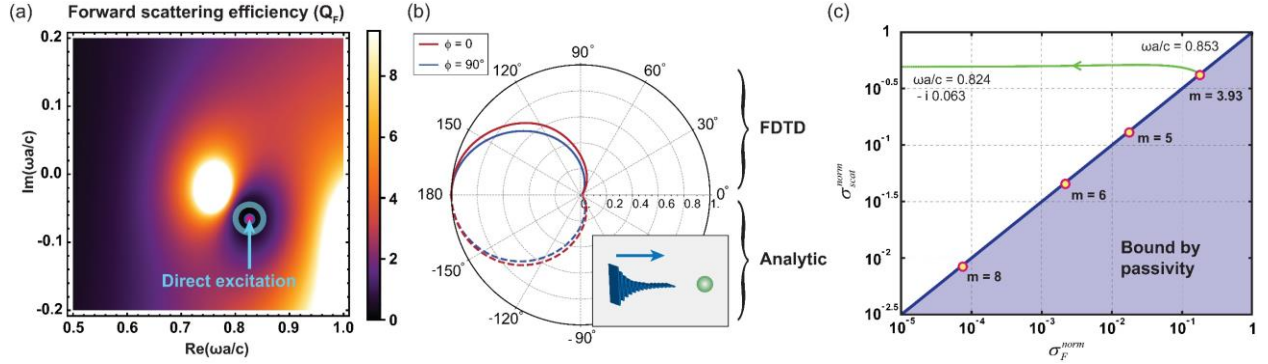 (a)
Forward scattering efficiency (Q_F)
Im(ωa/c)
0.2
0.1
0.0
-0.1
-0.2
0.5 0.6 0.7 0.8 0.9 1.0
Re(ωa/c)
Direct excitation
8
6
4
2
0
(b)
ϕ = 0
ϕ = 90°
90°
120°
60°
150
30°
180
0°
0. 0.2 0.4 0.6 0.8 1.
-150°
-120°
-90°
FDTD
Analytic
(c)
σ_scat^norm
1
10^-0.5
10^-1
10^-1.5
10^-2
10^-2.5
ωa/c = 0.853
ωa/c = 0.824
- i 0.063
m = 3.93
m = 5
m = 6
m = 8
Bound by
passivity
10^-5 10^-4 10^-3 10^-2 10^-1 1
σ_F^norm